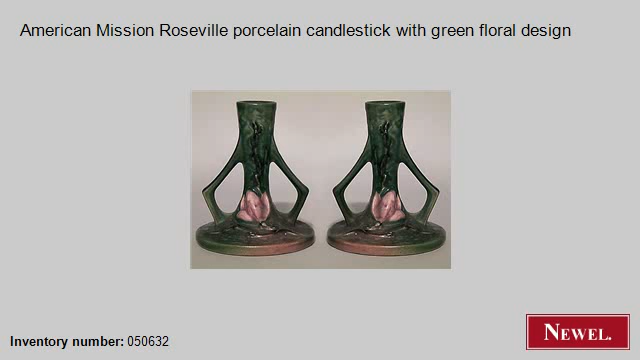 American Mission Roseville porcelain candlestick with green floral design
Inventory number: 050632
NEWEL.